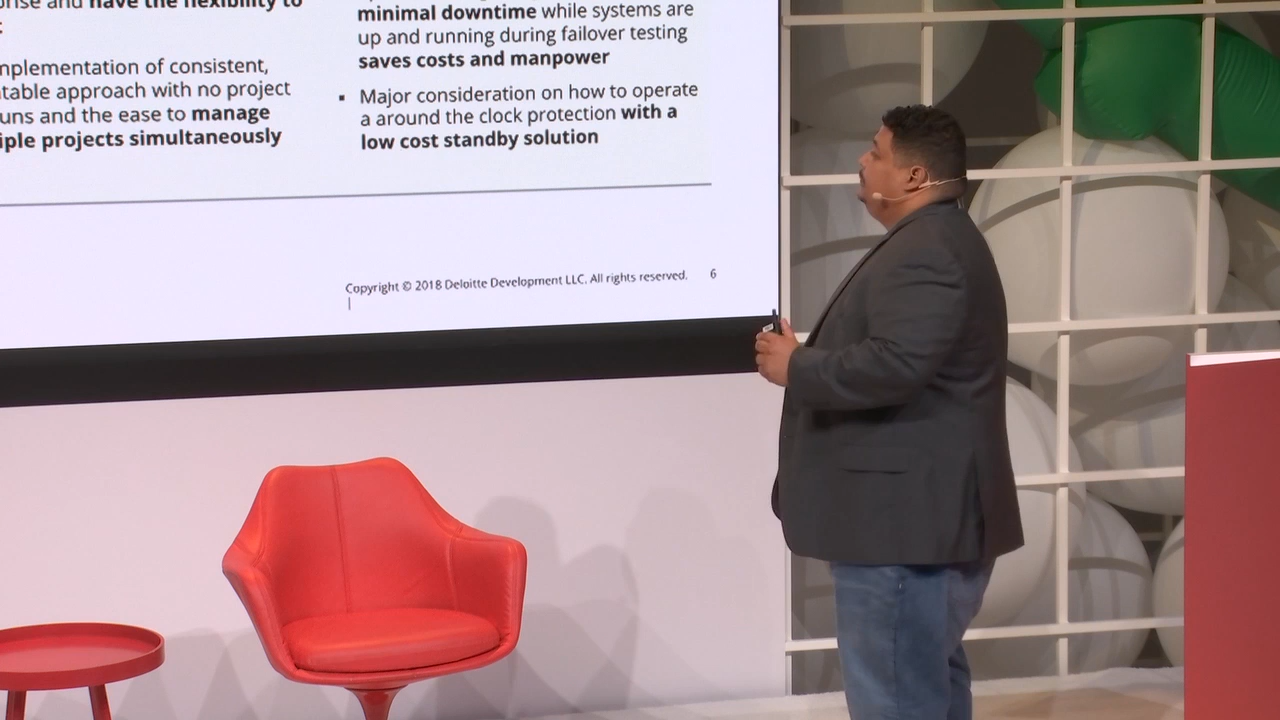 have the flexibility to
:
nplementation of consistent,
table approach with no project
uns and the ease to manage
iple projects simultaneously
minimal downtime while systems are
up and running during failover testing
saves costs and manpower
▪ Major consideration on how to operate
a around the clock protection with a
low cost standby solution
Copyright © 2018 Deloitte Development LLC. All rights reserved. 6
|